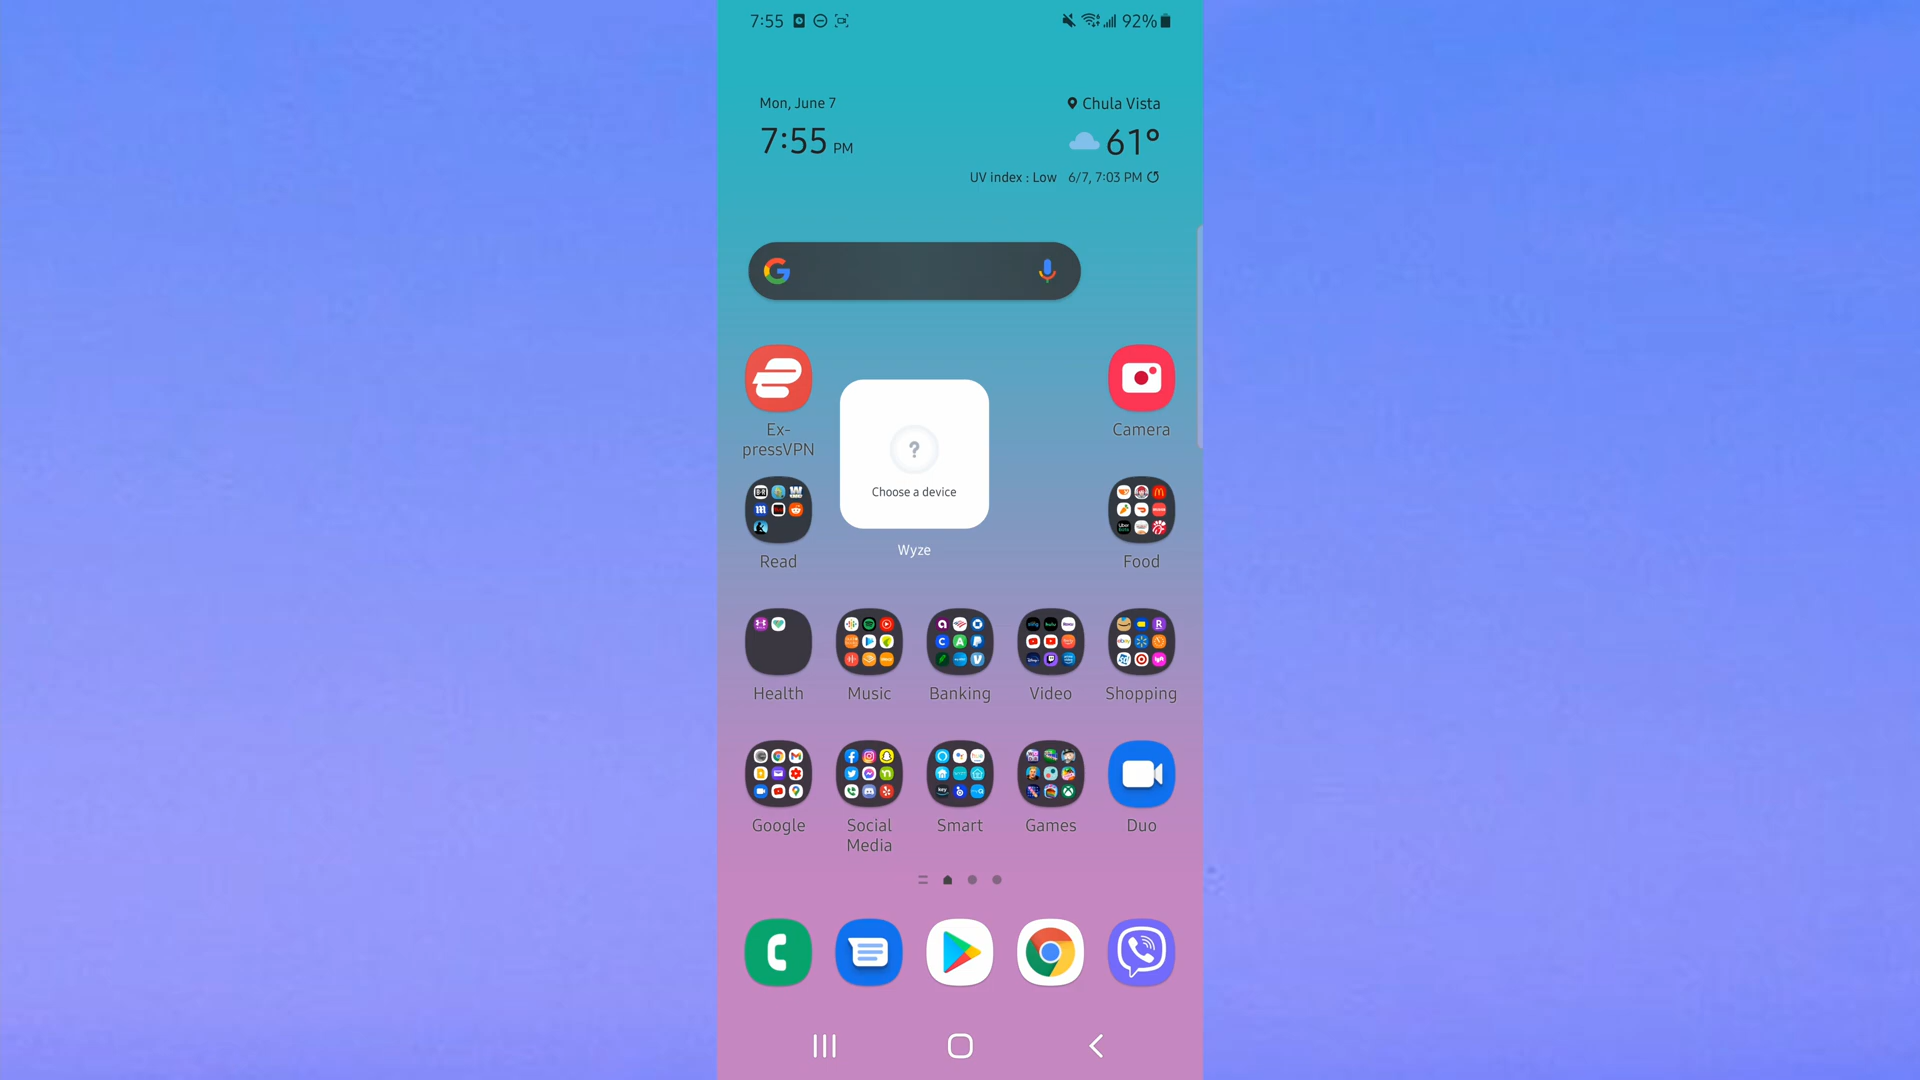 7:55
92%
Mon, June 7
Chula Vista
7:55 PM
61°
UV index : Low 6/7, 7:03 PM
Ex-
pressVPN
?
Choose a device
Wyze
Camera
Read
Food
Health
Music
Banking
Video
Shopping
Google
Social
Media
Smart
Games
Duo